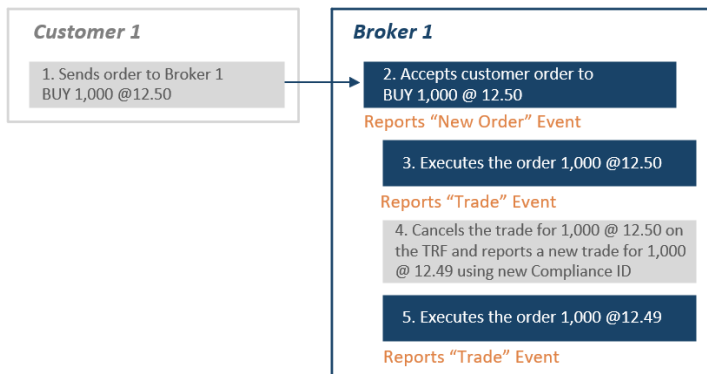 Customer 1
1. Sends order to Broker 1
BUY 1,000 @12.50
Broker 1
2. Accepts customer order to
BUY 1,000 @ 12.50
Reports “New Order” Event
3. Executes the order 1,000 @12.50
Reports “Trade” Event
4. Cancels the trade for 1,000 @ 12.50 on
the TRF and reports a new trade for 1,000
@ 12.49 using new Compliance ID
5. Executes the order 1,000 @12.49
Reports “Trade” Event